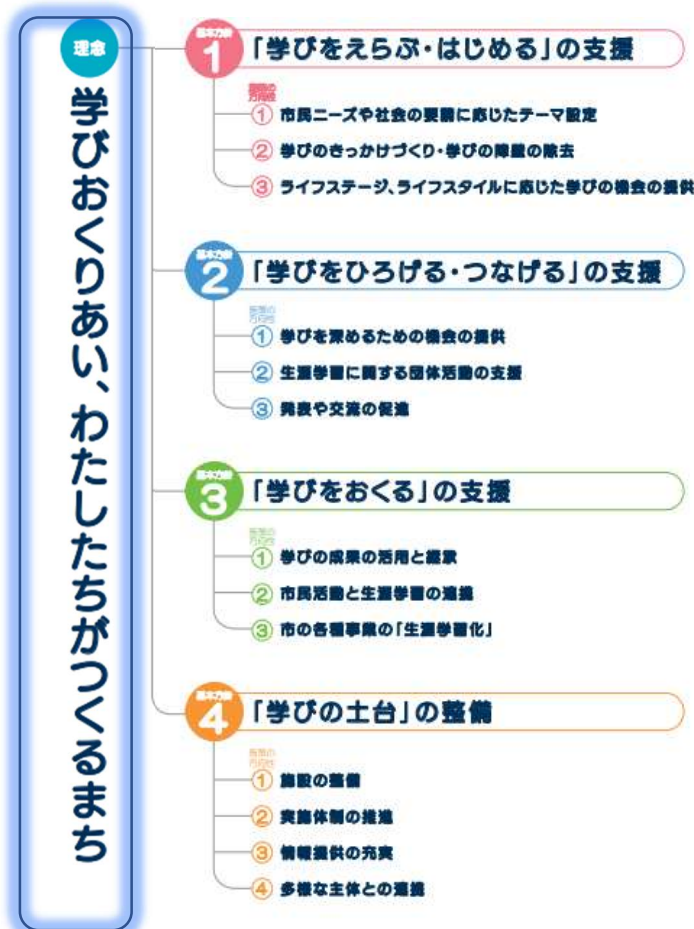 理念
学びおくりあい、わたしたちがつくるまち
基本方針
1
「学びをえらぶ・はじめる」の支援
施策の
方向性
① 市民ニーズや社会の要請に応じたテーマ設定
② 学びのきっかけづくり・学びの障壁の除去
③ ライフステージ、ライフスタイルに応じた学びの機会の提供
基本方針
2
「学びをひろげる・つなげる」の支援
施策の
方向性
① 学びを深めるための機会の提供
② 生涯学習に関する団体活動の支援
③ 発表や交流の促進
基本方針
3
「学びをおくる」の支援
施策の
方向性
① 学びの成果の活用と継承
② 市民活動と生涯学習の連携
③ 市の各種事業の「生涯学習化」
基本方針
4
「学びの土台」の整備
施策の
方向性
① 施設の整備
② 実施体制の推進
③ 情報提供の充実
④ 多様な主体との連携